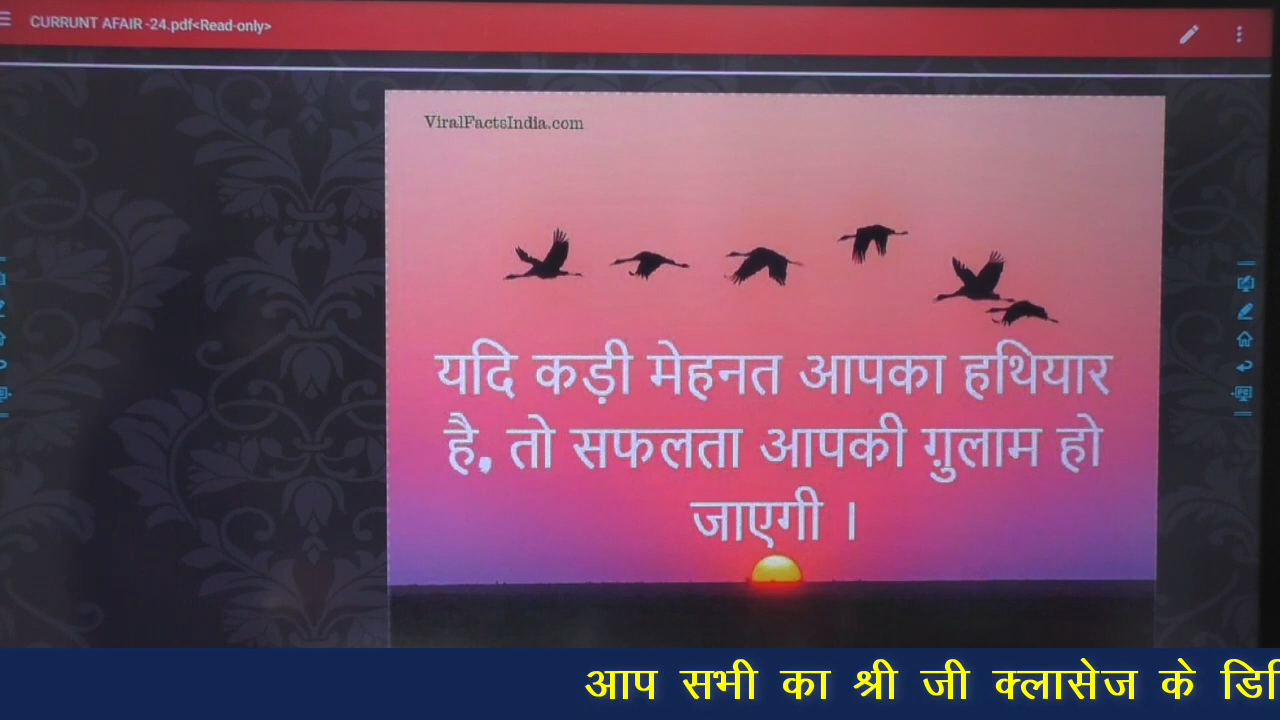 CURRUNT AFAIR -24.pdf<Read-only>
ViralFactsIndia.com
यदि कड़ी मेहनत आपका हथियार
है, तो सफलता आपकी ग़ुलाम हो
जाएगी ।
आप सभी का श्री जी क्लासेज के